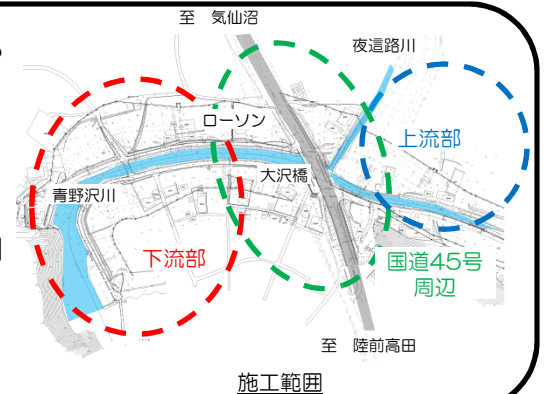 至 気仙沼
夜這路川
ローソン
上流部
大沢橋
青野沢川
下流部
国道45号
周辺
至 陸前高田
施工範囲